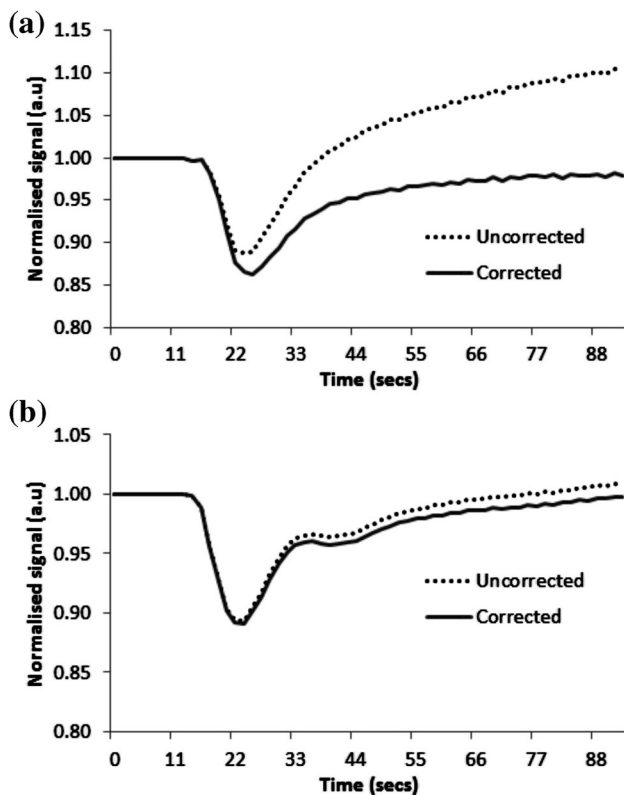 (a)
1.15
1.10
1.05
1.00
0.95
0.90
0.85
0.80
Normalised signal (a.u)
Uncorrected
Corrected
0 11 22 33 44 55 66 77 88
Time (secs)
(b)
1.05
1.00
0.95
0.90
0.85
0.80
Normalised signal (a.u)
Uncorrected
Corrected
0 11 22 33 44 55 66 77 88
Time (secs)